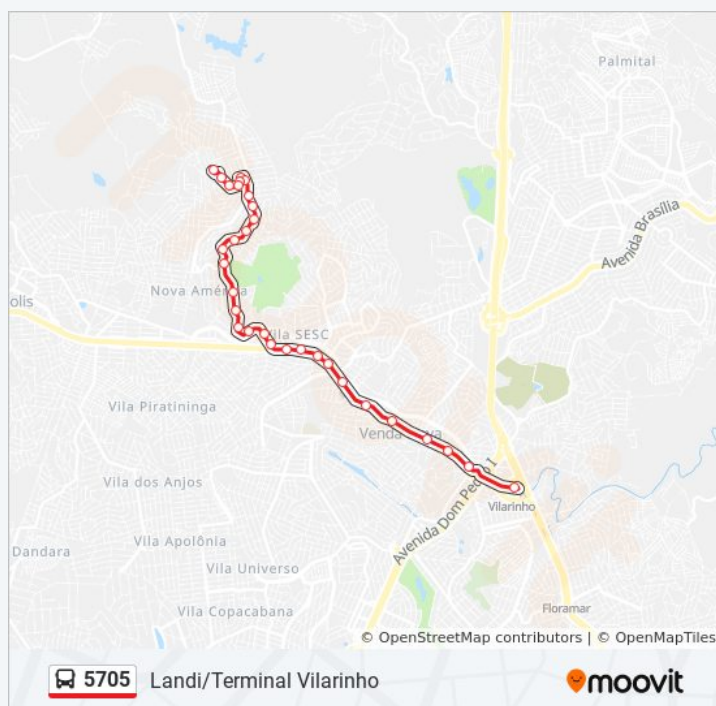 Palmital
Avenida Brasília
Nova América
olis
Vila SESC
Vila Piratininga
Venda Nova
Vila dos Anjos
Avenida Dom Pedro I
Vilarinho
Dandara
Vila Apolônia
Vila Universo
Vila Copacabana
Floramar
© OpenStreetMap contributors | © OpenMapTiles
5705 Landi/Terminal Vilarinho
moovit